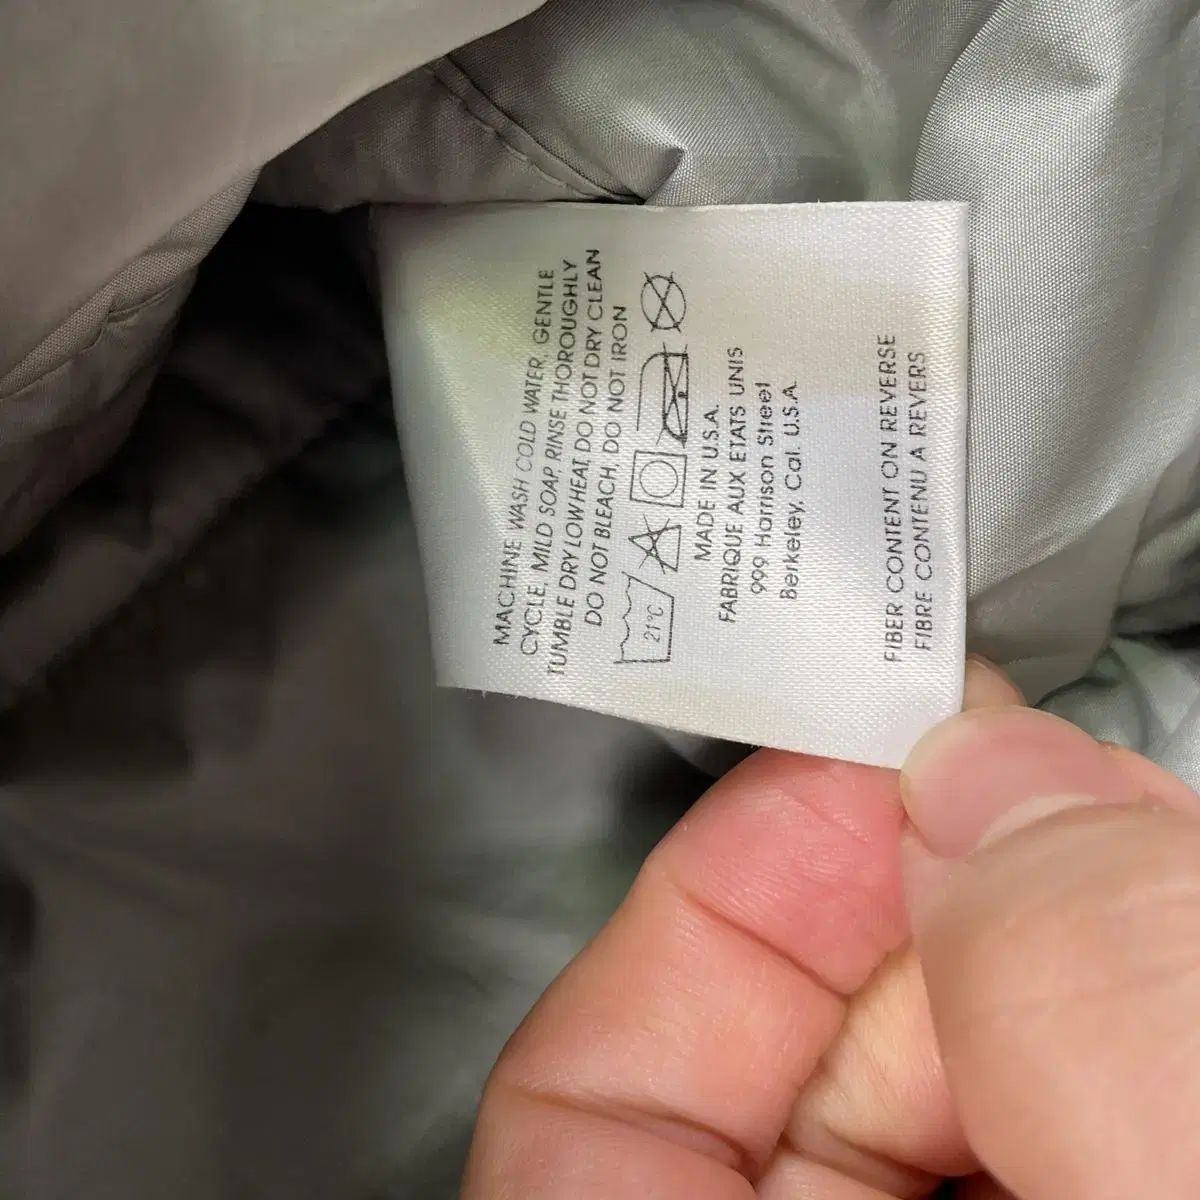 MACHINE WASH COLD WATER, GENTLE
CYCLE, MILD SOAP, RINSE THOROUGHLY
TUMBLE DRY LOW HEAT, DO NOT DRY CLEAN
DO NOT BLEACH, DO NOT IRON
21°C
MADE IN U.S.A.
FABRIQUE AUX ETATS UNIS
999 Harrison Street
Berkeley, Cal. U.S.A.
FIBER CONTENT ON REVERSE
FIBRE CONTENU A REVERS